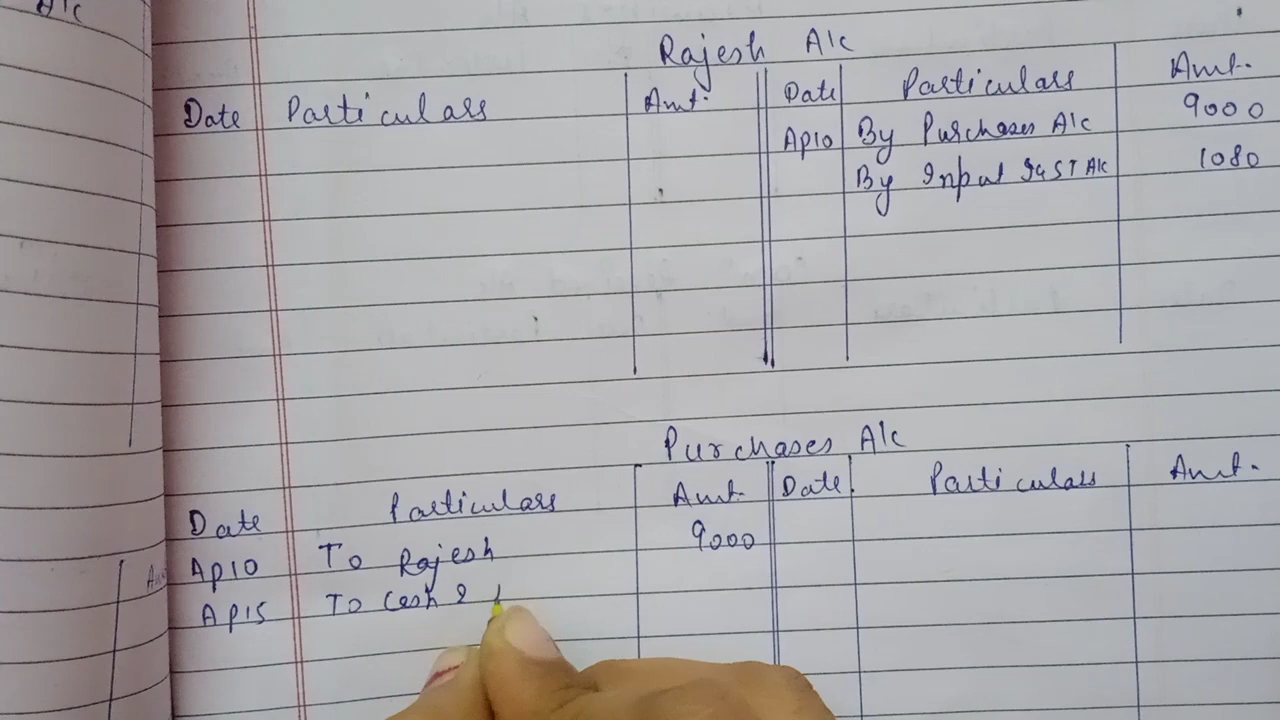 A/c
Rajesh A/c
Date Particulars Amt. Date Particulars Amt.
Ap10 By Purchases A/c 9000
By Input IGST A/c 1080
Purchases A/c
Date Particulars Amt. Date Particulars Amt.
Ap10 To Rajesh 9000
Ap15 To Cash &